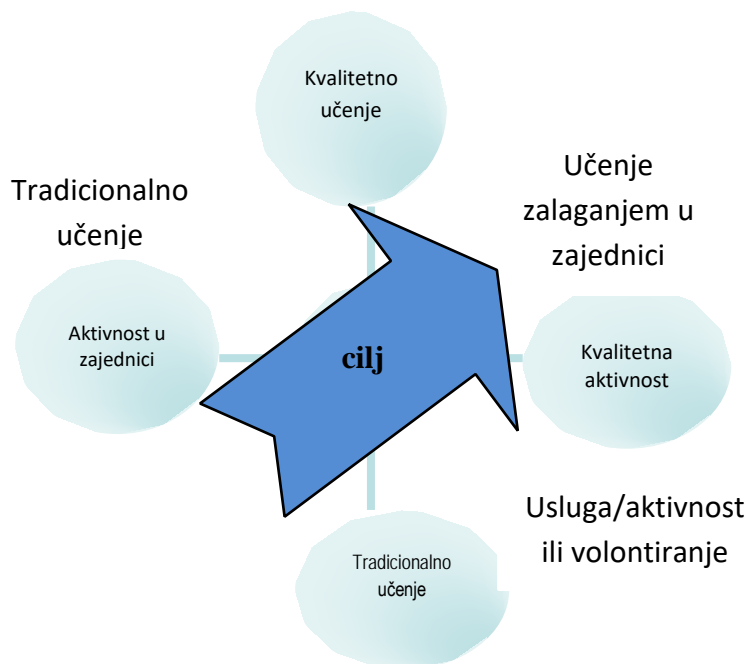 Kvalitetno
učenje
Tradicionalno
učenje
Učenje
zalaganjem u
zajednici
Aktivnost u
zajednici
cilj
Kvalitetna
aktivnost
Usluga/aktivnost
ili volontiranje
Tradicionalno
učenje